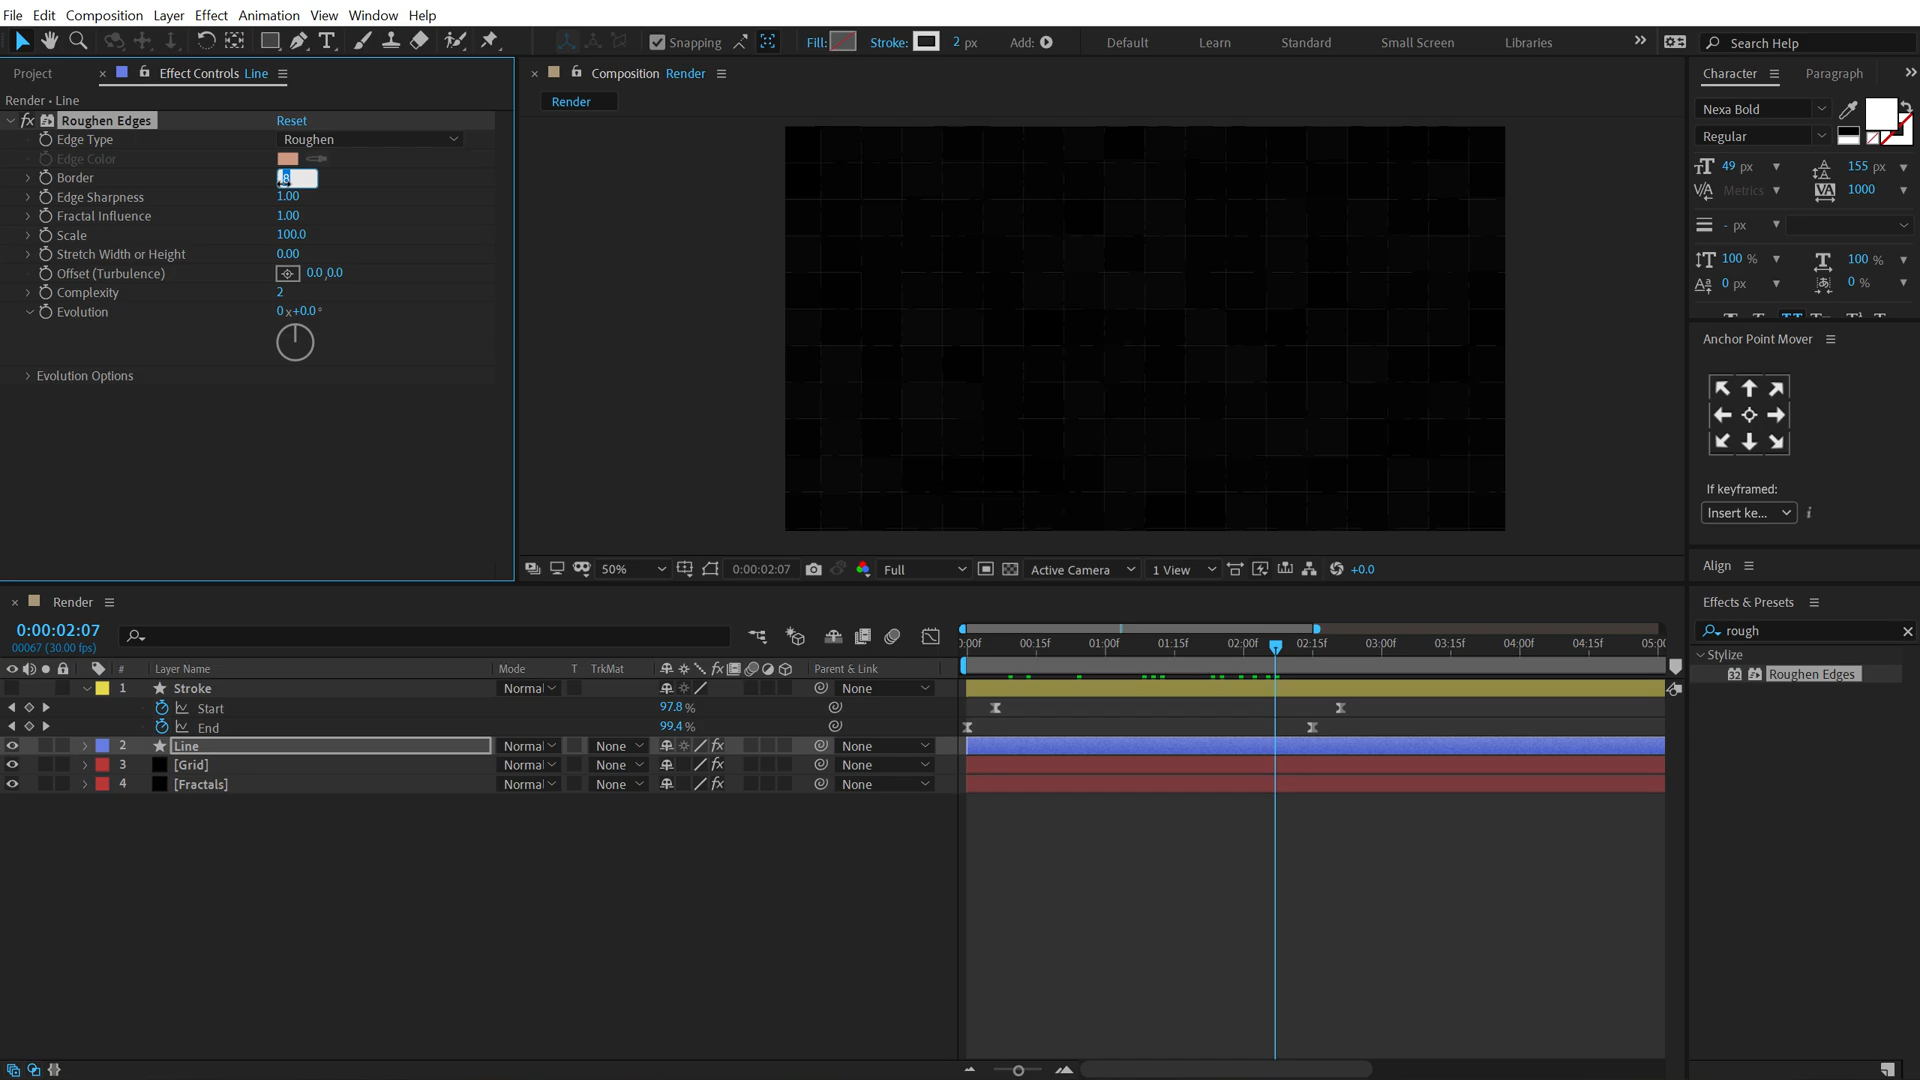 File Edit Composition Layer Effect Animation View Window Help
Snapping Fill: Stroke: 2 px Add: Default Learn Standard Small Screen Libraries Search Help
Project Effect Controls Line
Composition Render
Character Paragraph
Render • Line
Render
Nexa Bold
Regular
49 px 155 px
Metrics 1000
- px
100 % 100 %
0 px 0 %
fx Roughen Edges Reset
Edge Type Roughen
Edge Color
Border 8
Edge Sharpness 1.00
Fractal Influence 1.00
Scale 100.0
Stretch Width or Height 0.00
Offset (Turbulence) 0.0,0.0
Complexity 2
Evolution 0x+0.0°
Evolution Options
Anchor Point Mover
If keyframed:
Insert ke...
Align
50% 0:00:02:07 Full Active Camera 1 View +0.0
Effects & Presets
rough
Stylize
32 Roughen Edges
Render
0:00:02:07
00067 (30.00 fps)
:00f 00:15f 01:00f 01:15f 02:00f 02:15f 03:00f 03:15f 04:00f 04:15f 05:00
# Layer Name Mode T TrkMat Parent & Link
1 Stroke Normal None
Start 97.8 %
End 99.4 %
2 Line Normal None fx None
3 [Grid] Normal None fx None
4 [Fractals] Normal None fx None